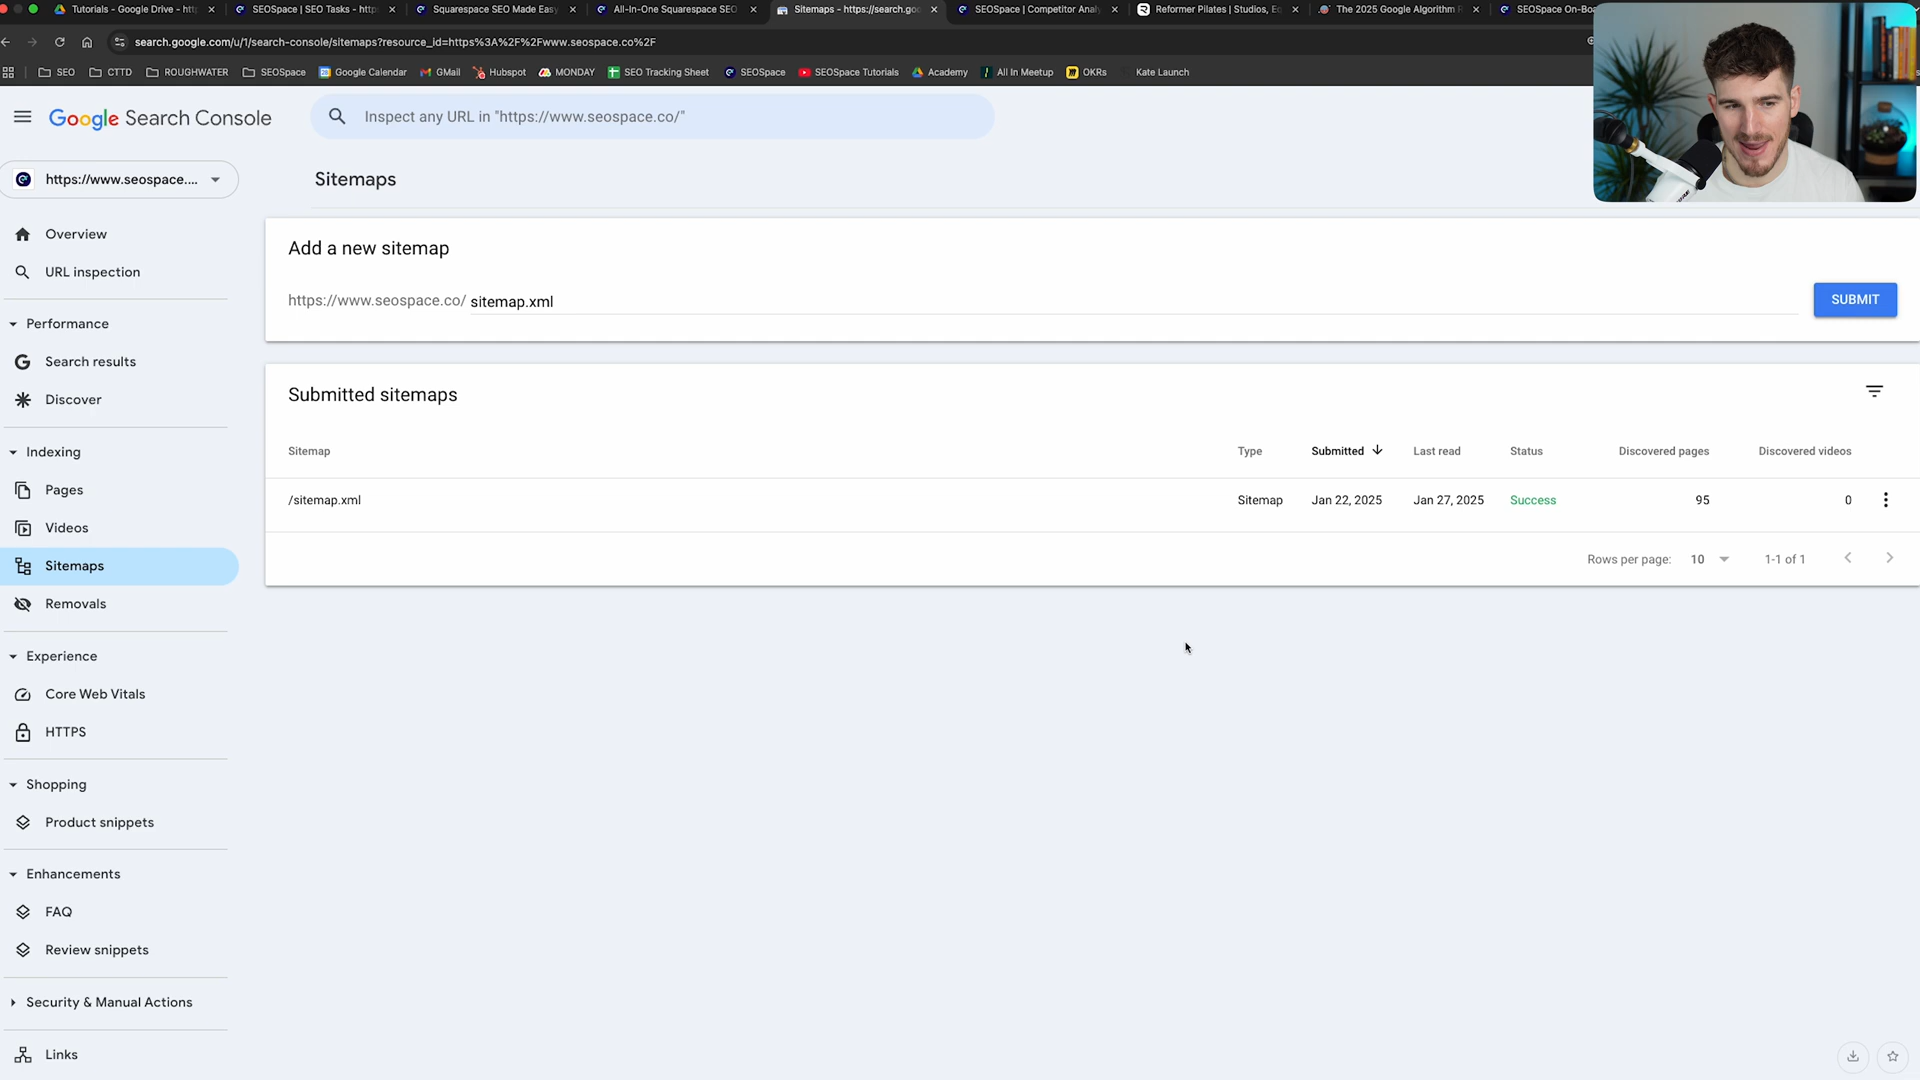 Tutorials - Google Drive - htt
SEOSpace | SEO Tasks - https
Squarespace SEO Made Easy
All-In-One Squarespace SEO
Sitemaps - https://search.goo
SEOSpace | Competitor Analy
Reformer Pilates | Studios, Eq
The 2025 Google Algorithm R
SEOSpace On-Boa
search.google.com/u/1/search-console/sitemaps?resource_id=https%3A%2F%2Fwww.seospace.co%2F
SEO
CTTD
ROUGHWATER
SEOSpace
Google Calendar
GMail
Hubspot
MONDAY
SEO Tracking Sheet
SEOSpace
SEOSpace Tutorials
Academy
All In Meetup
OKRs
Kate Launch
Google Search Console
Inspect any URL in "https://www.seospace.co/"
https://www.seospace....
Sitemaps
Overview
URL inspection
Performance
Search results
Discover
Indexing
Pages
Videos
Sitemaps
Removals
Experience
Core Web Vitals
HTTPS
Shopping
Product snippets
Enhancements
FAQ
Review snippets
Security & Manual Actions
Links
Add a new sitemap
https://www.seospace.co/ sitemap.xml
SUBMIT
Submitted sitemaps
Sitemap Type Submitted Last read Status Discovered pages Discovered videos
/sitemap.xml Sitemap Jan 22, 2025 Jan 27, 2025 Success 95 0
Rows per page: 10 1-1 of 1